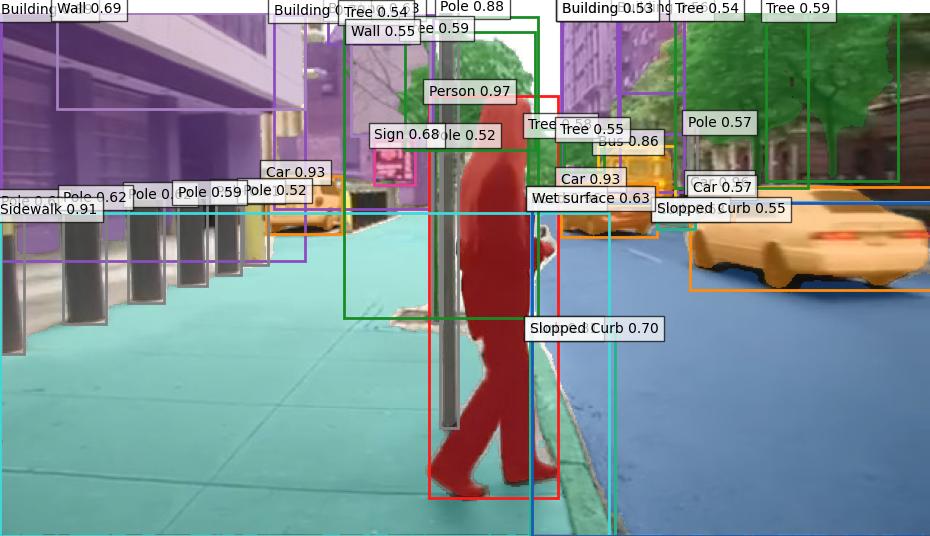 Pole 0.88
Wall 0.69
Tree 0.54
Building 0.53
Tree 0.54
Tree 0.59
Wall 0.55
Person 0.97
Sign 0.68
Pole 0.57
Tree 0.55
Bus 0.86
Car 0.93
Car 0.93
Car 0.57
Pole 0.62
Pole 0.59
Pole 0.52
Wet surface 0.63
Sidewalk 0.91
Slopped Curb 0.55
Slopped Curb 0.70